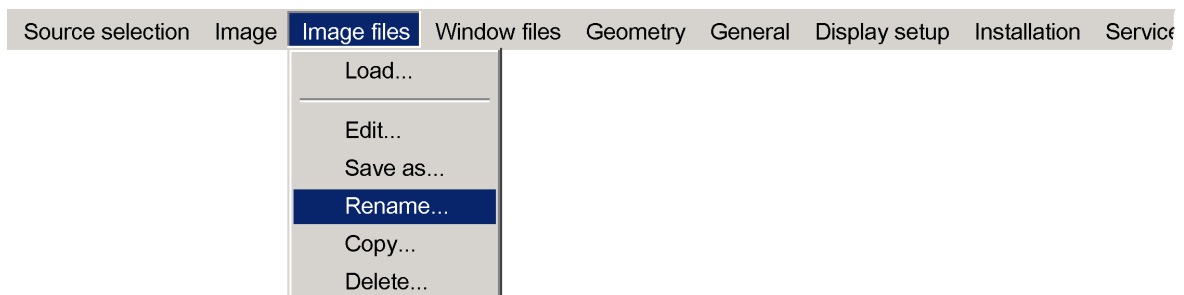 Source selection Image Image files Window files Geometry General Display setup Installation Service
Load...
Edit...
Save as...
Rename...
Copy...
Delete...